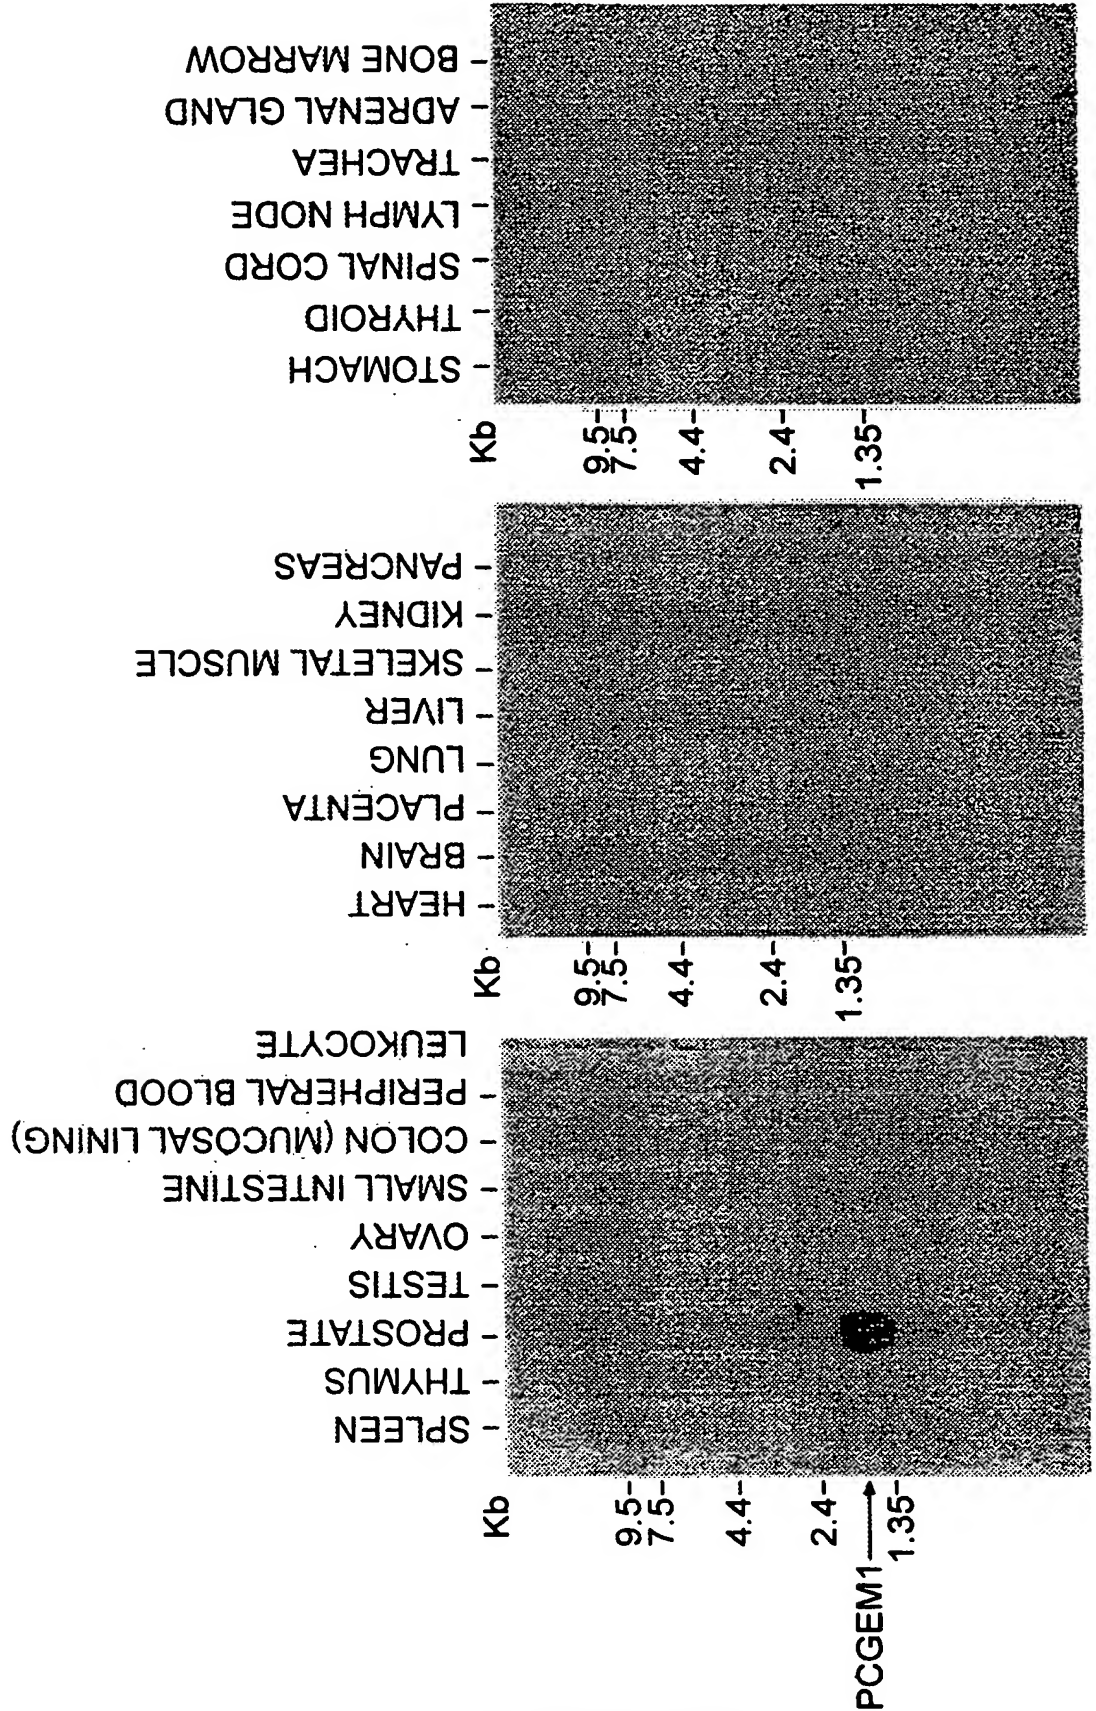 SPLEEN
THYMUS
PROSTATE
TESTIS
OVARY
SMALL INTESTINE
COLON (MUCOSAL LINING)
PERIPHERAL BLOOD
LEUKOCYTE
Kb
9.5-
7.5-
4.4-
2.4-
PCGEM1
1.35-
HEART
BRAIN
PLACENTA
LUNG
LIVER
SKELETAL MUSCLE
KIDNEY
PANCREAS
Kb
9.5-
7.5-
4.4-
2.4-
1.35-
STOMACH
THYROID
SPINAL CORD
LYMPH NODE
TRACHEA
ADRENAL GLAND
BONE MARROW
Kb
9.5-
7.5-
4.4-
2.4-
1.35-